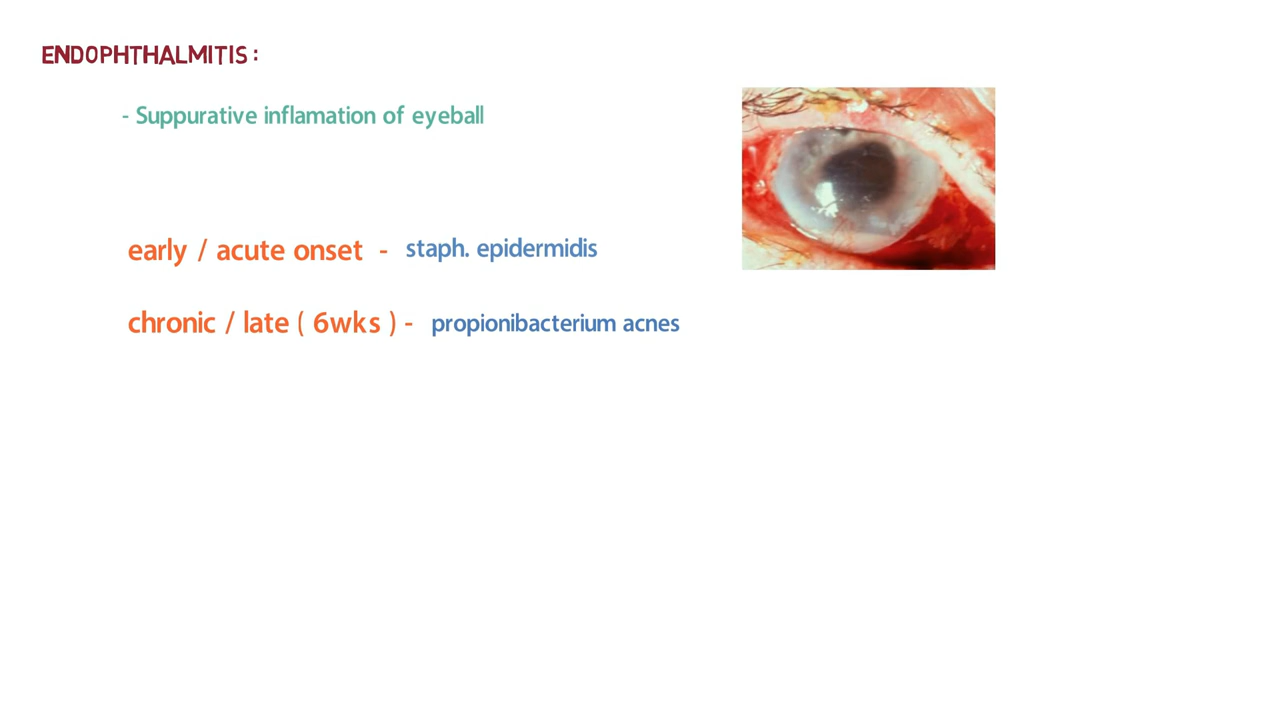 ENDOPHTHALMITIS :
- Suppurative inflamation of eyeball
early / acute onset - staph. epidermidis
chronic / late ( 6wks ) - propionibacterium acnes